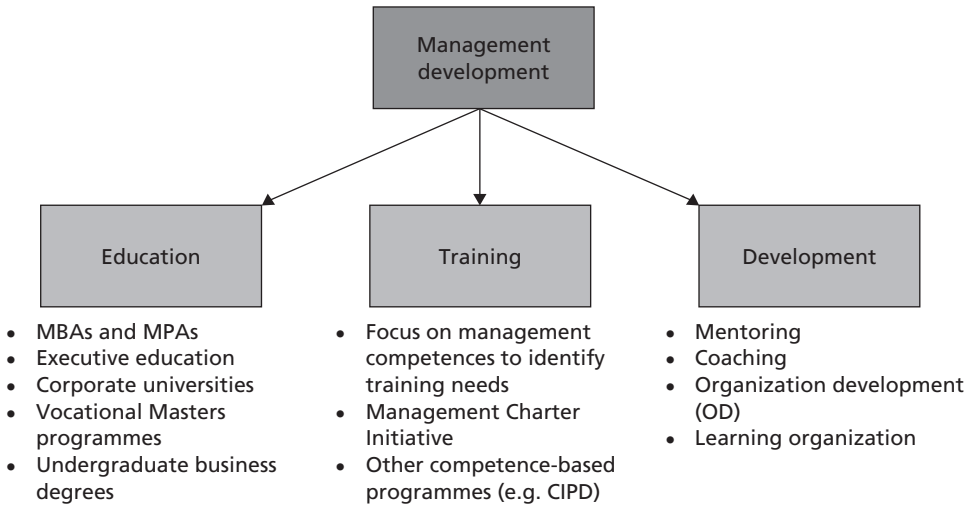 Management
development
Education
Training
Development
• MBAs and MPAs
• Executive education
• Corporate universities
• Vocational Masters
programmes
• Undergraduate business
degrees
• Focus on management
competences to identify
training needs
• Management Charter
Initiative
• Other competence-based
programmes (e.g. CIPD)
• Mentoring
• Coaching
• Organization development
(OD)
• Learning organization